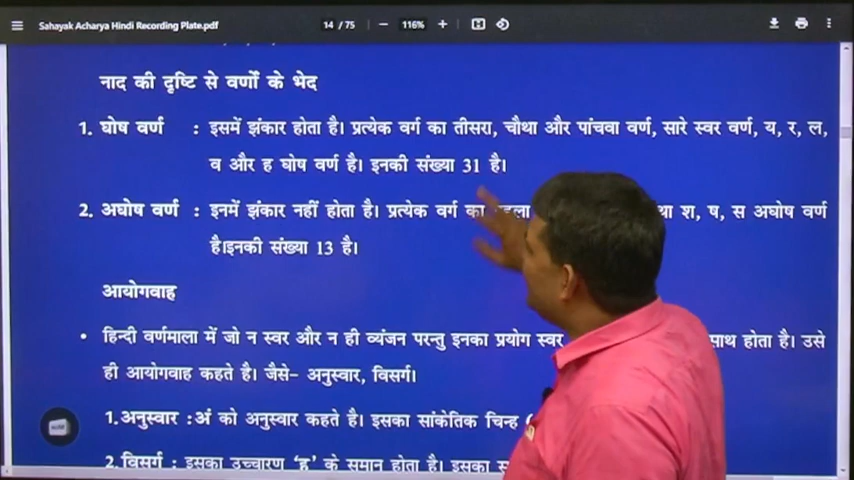 Sahayak Acharya Hindi Recording Plate.pdf 14 / 75 116%
नाद की दृष्टि से वर्णों के भेद
1. घोष वर्ण : इसमें झंकार होता है। प्रत्येक वर्ग का तीसरा, चौथा और पांचवा वर्ण, सारे स्वर वर्ण, य, र, ल,
व और ह घोष वर्ण है। इनकी संख्या 31 है।
2. अघोष वर्ण : इनमें झंकार नहीं होता है। प्रत्येक वर्ग का श, ष, स अघोष वर्ण
है।इनकी संख्या 13 है।
आयोगवाह
• हिन्दी वर्णमाला में जो न स्वर और न ही व्यंजन परन्तु इनका प्रयोग स्वर साथ होता है। उसे
ही आयोगवाह कहते है। जैसे– अनुस्वार, विसर्ग।
1.अनुस्वार :अं को अनुस्वार कहते है। इसका सांकेतिक चिन्ह
2.विसर्ग : इसका उच्चारण 'ह' के समान होता है। इसका